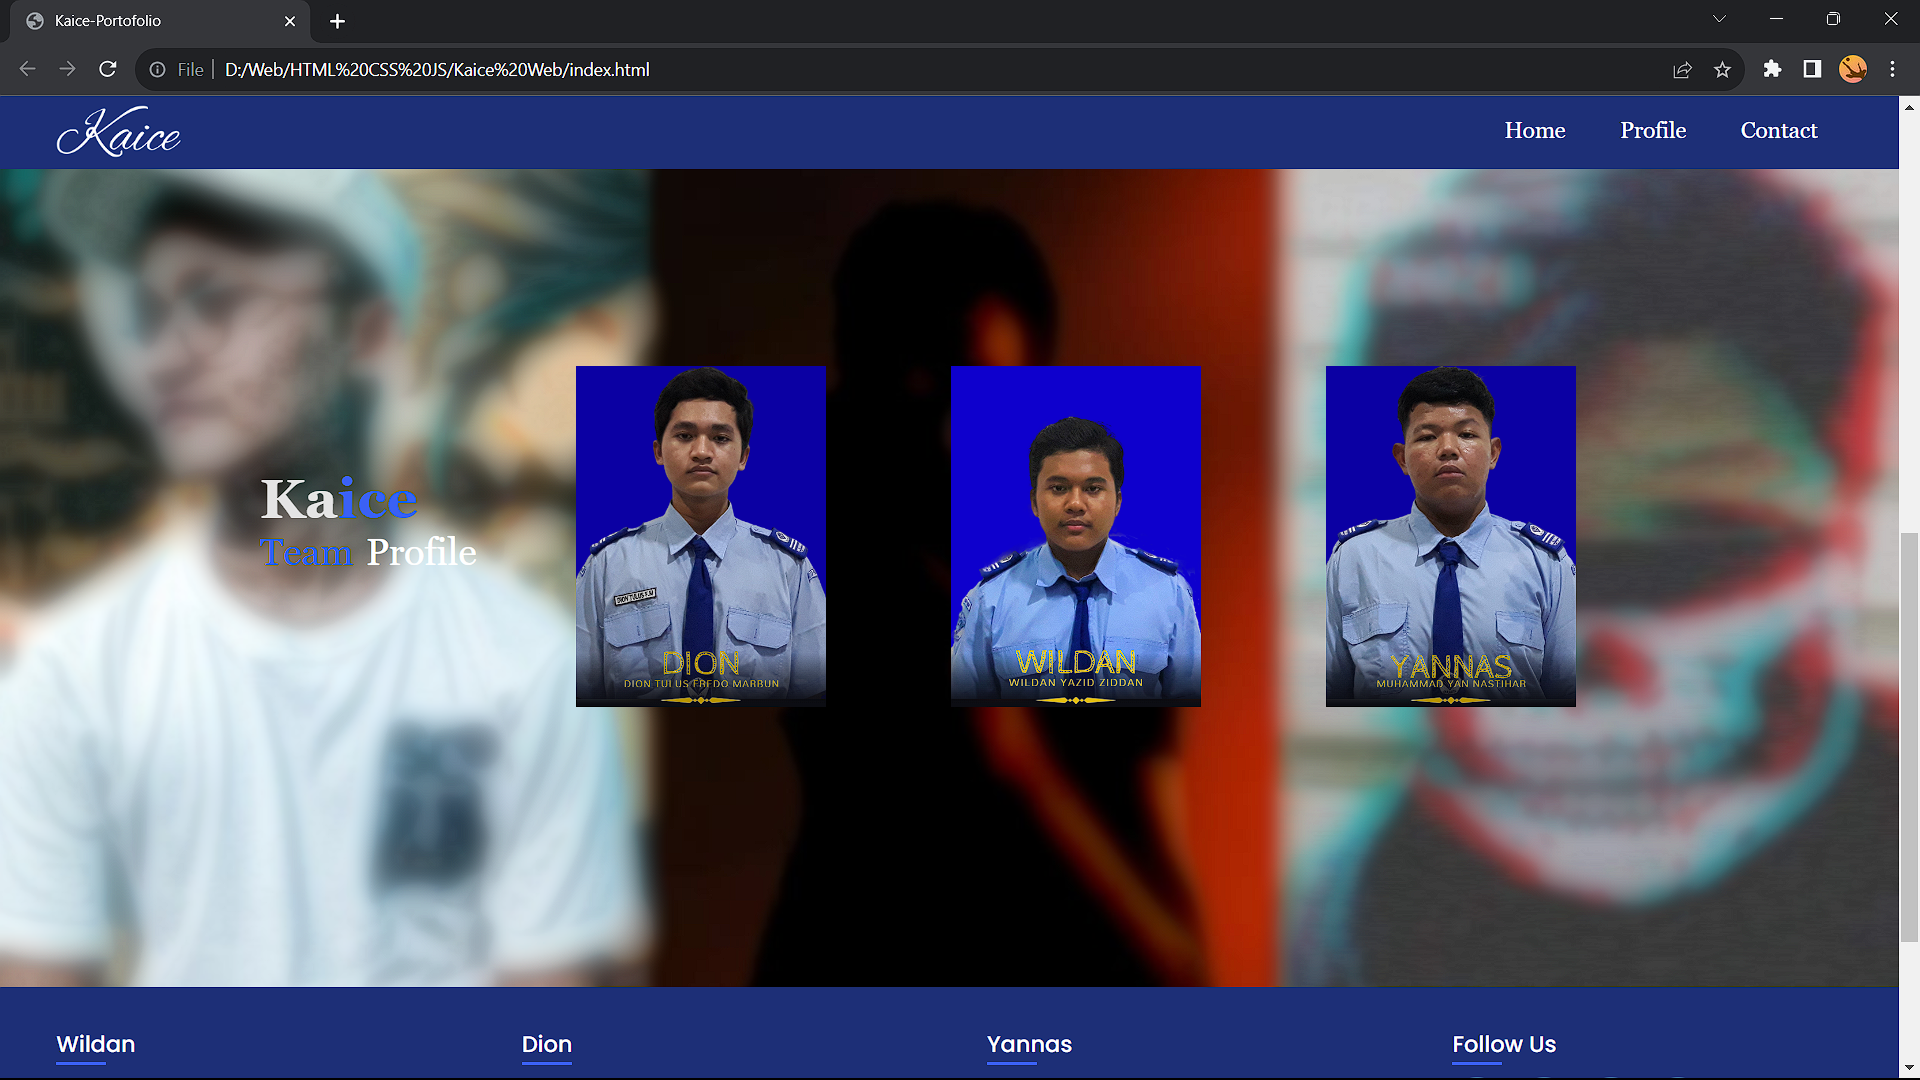 Kaice-Portofolio
File
D:/Web/HTML%20CSS%20JS/Kaice%20Web/index.html
Kaice
Home
Profile
Contact
Kaice
Team Profile
DION
DION TULUS FREDO MARBUN
WILDAN
WILDAN YAZID ZIDDAN
YANNAS
MUHAMMAD YAN NASTIHAR
Wildan
Dion
Yannas
Follow Us